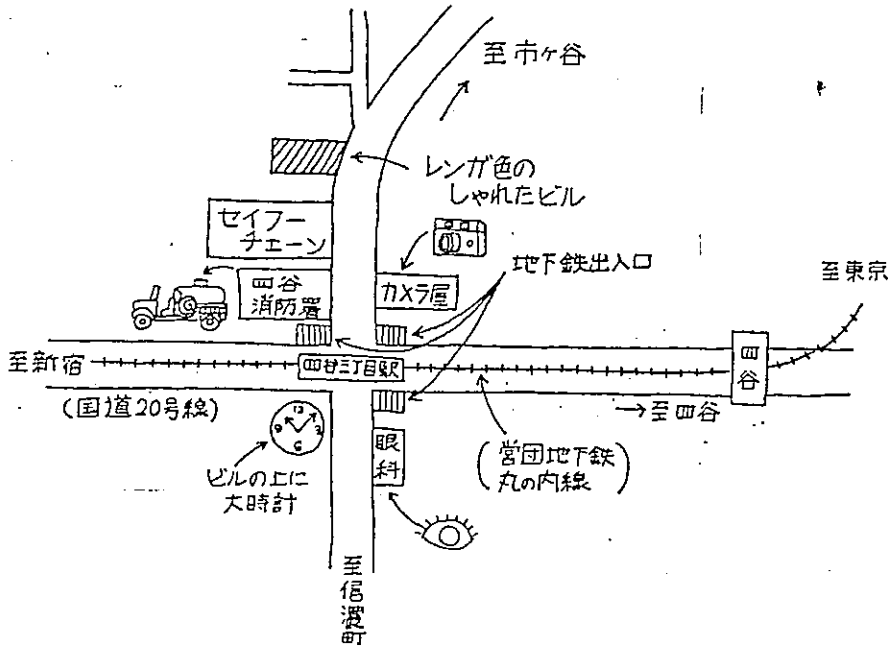 至市ヶ谷
レンガ色の
しゃれたビル
セイフー
チェーン
地下鉄出入口
至東京
四谷
消防署
カメラ屋
四谷
至新宿
四谷三丁目駅
(国道20号線)
→至四谷
12
3
6
9
眼科
(営団地下鉄
丸の内線)
ビルの上に
大時計
至信濃町